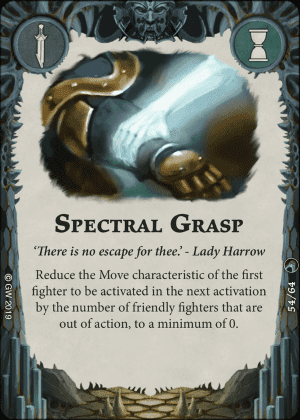 SPECTRAL GRASP
‘There is no escape for thee.’ - Lady Harrow
Reduce the Move characteristic of the first
fighter to be activated in the next activation
by the number of friendly fighters that are
out of action, to a minimum of 0.
© GW 2019
54/64